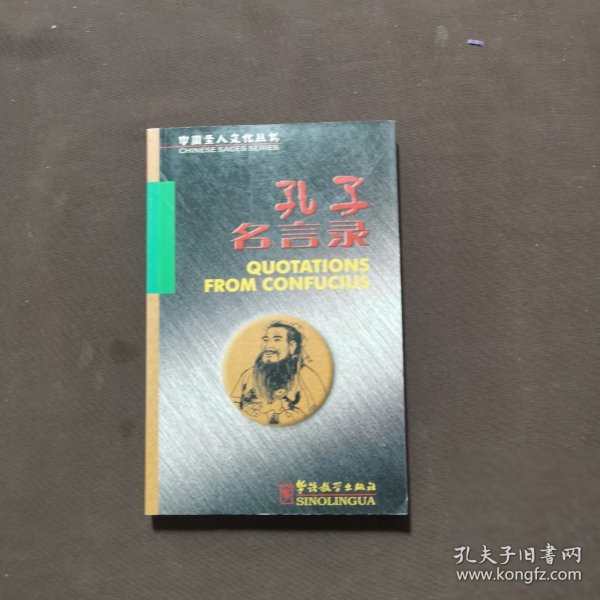 中国圣人文化丛书
CHINESE SAGES SERIES
孔子
名言录
QUOTATIONS
FROM CONFUCIUS
华语教学出版社
SINOLINGUA
孔夫子旧书网
www.kongfz.com